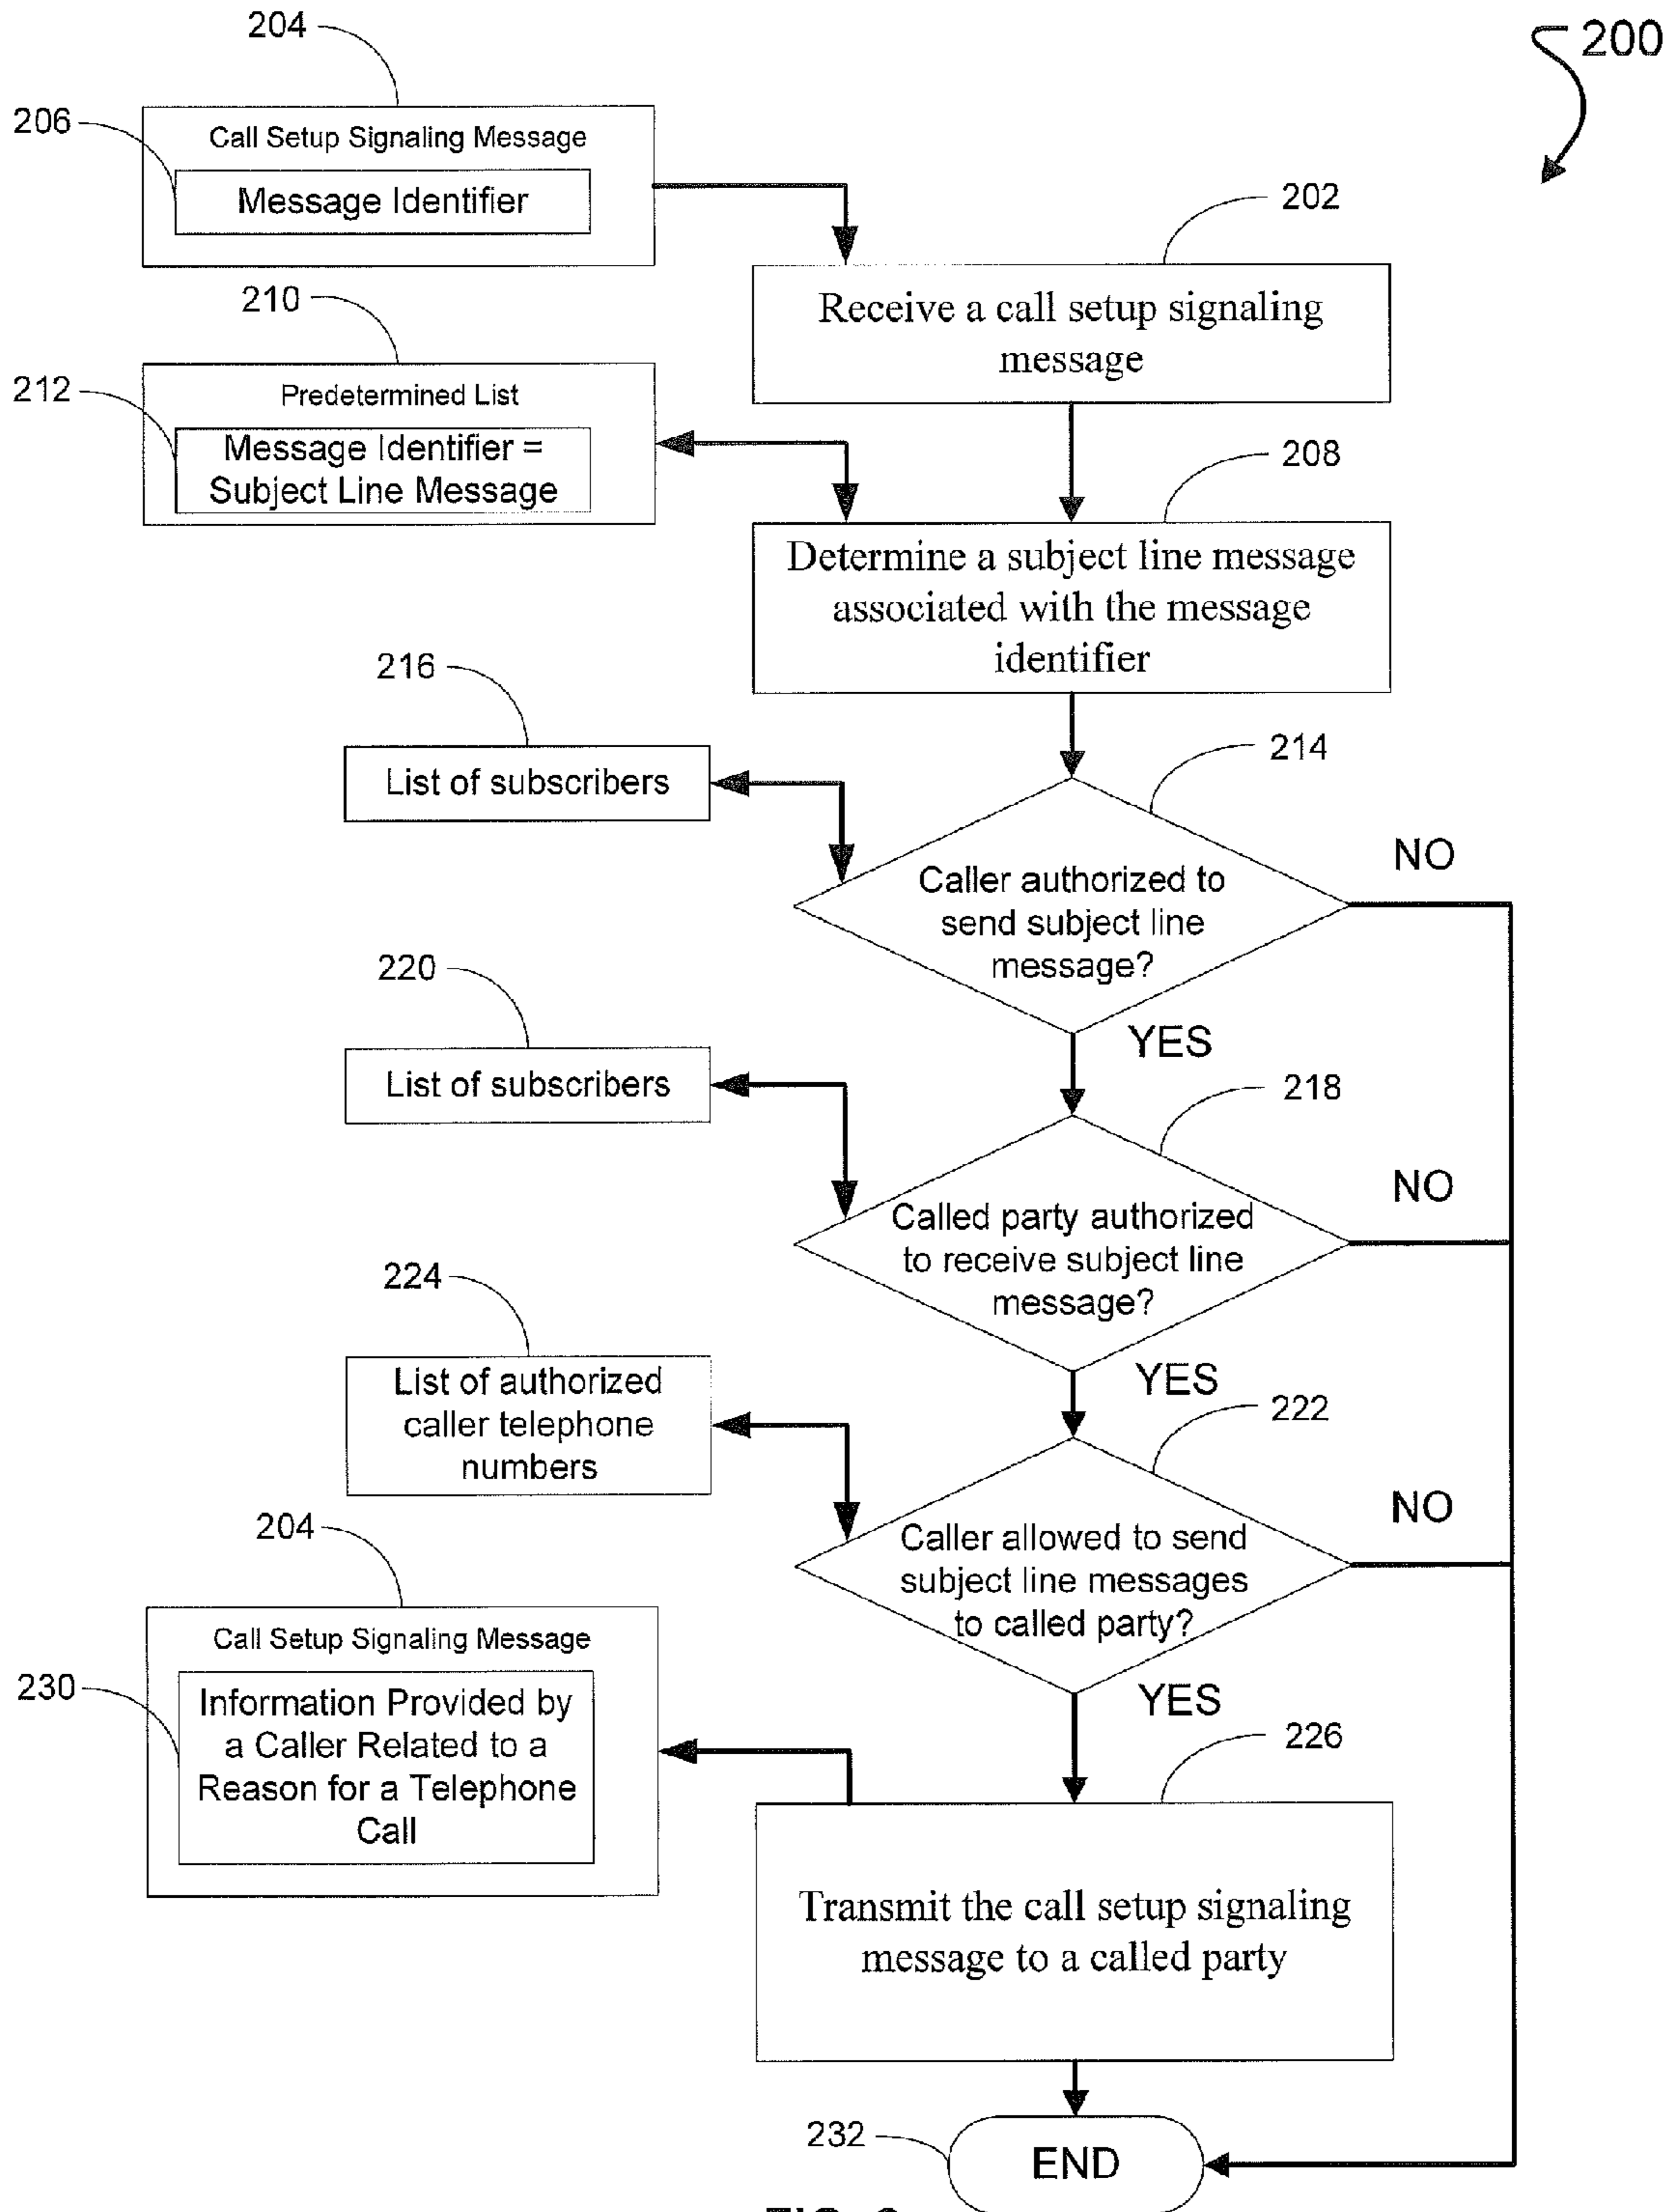 204
200
206
Call Setup Signaling Message
Message Identifier
202
Receive a call setup signaling
message
210
212
Predetermined List
Message Identifier =
Subject Line Message
208
Determine a subject line message
associated with the message
identifier
216
List of subscribers
214
Caller authorized to
send subject line
message?
NO
YES
220
List of subscribers
218
Called party authorized
to receive subject line
message?
NO
YES
224
List of authorized
caller telephone
numbers
222
Caller allowed to send
subject line messages
to called party?
NO
YES
204
Call Setup Signaling Message
230
Information Provided by
a Caller Related to a
Reason for a Telephone
Call
226
Transmit the call setup signaling
message to a called party
232
END